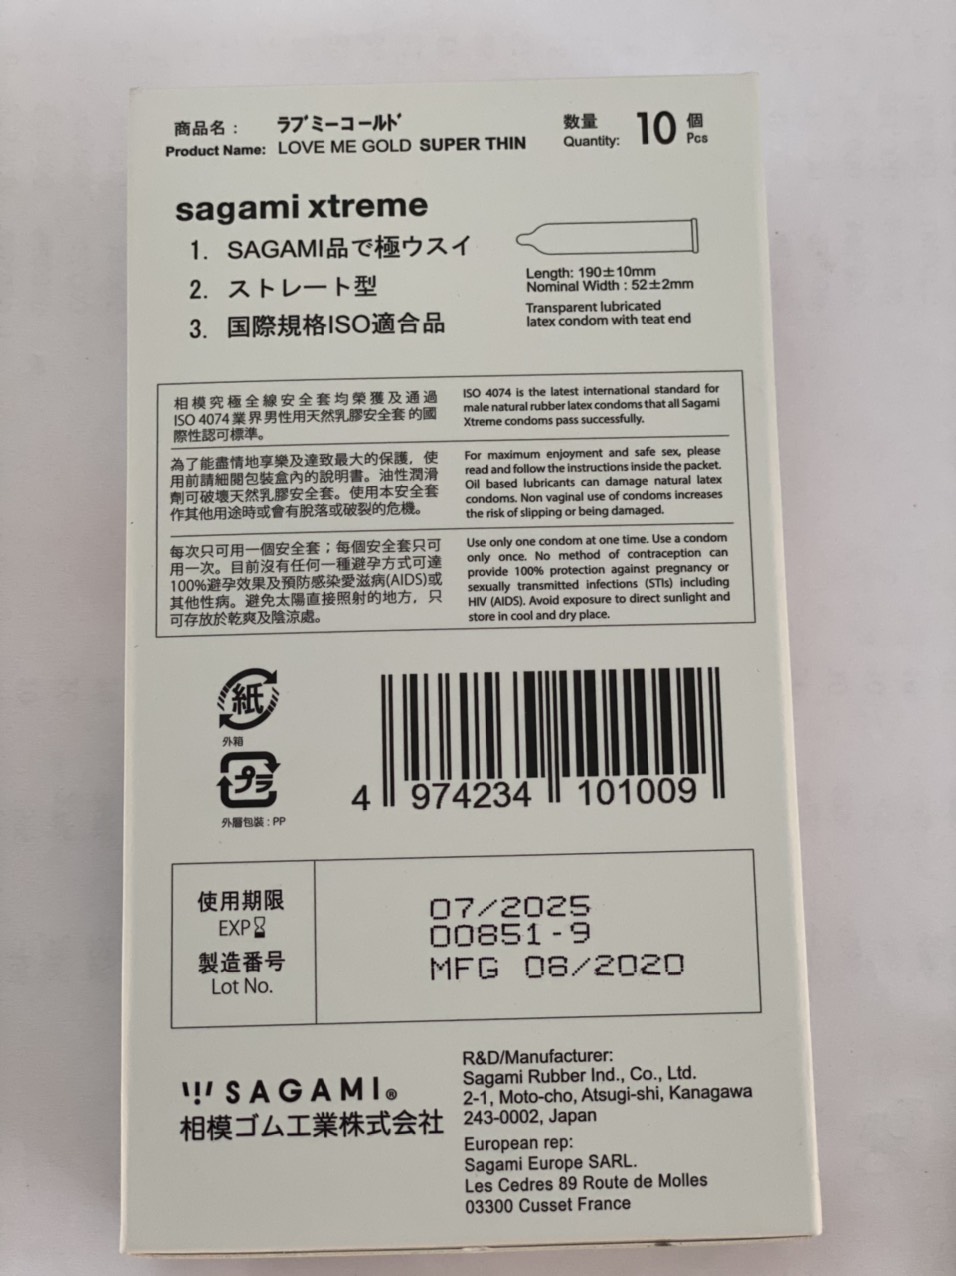 商品名：
ラブミーコールド
数量
10
個
Product Name: LOVE ME GOLD SUPER THIN
Quantity:
Pcs
sagami xtreme
1. SAGAMI品で極ウスイ
2. ストレート型
3. 国際規格ISO適合品
Length: 190±10mm
Nominal Width : 52±2mm
Transparent lubricated
latex condom with teat end
相模究極全線安全套均榮獲及通過
ISO 4074業界男性用天然乳膠安全套的國
際性認可標準。
ISO 4074 is the latest international standard for
male natural rubber latex condoms that all Sagami
Xtreme condoms pass successfully.
為了能盡情地享樂及達致最大的保護，使
用前請細閱包裝盒內的說明書。油性潤滑
劑可破壞天然乳膠安全套。使用本安全套
作其他用途時或會有脫落或破裂的危機。
For maximum enjoyment and safe sex, please
read and follow the instructions inside the packet.
Oil based lubricants can damage natural latex
condoms. Non vaginal use of condoms increases
the risk of slipping or being damaged.
每次只可用一個安全套；每個安全套只可
用一次。目前沒有任何一種避孕方式可達
100%避孕效果及預防感染愛滋病(AIDS)或
其他性病。避免太陽直接照射的地方，只
可存放於乾爽及陰涼處。
Use only one condom at one time. Use a condom
only once. No method of contraception can
provide 100% protection against pregnancy or
sexually transmitted infections (STIs) including
HIV (AIDS). Avoid exposure to direct sunlight and
store in cool and dry place.
紙
外箱
プラ
外層包裝 : PP
4 974234 101009
使用期限
EXP
製造番号
Lot No.
07/2025
00851-9
MFG 08/2020
SAGAMI®
相模ゴム工業株式会社
R&D/Manufacturer:
Sagami Rubber Ind., Co., Ltd.
2-1, Moto-cho, Atsugi-shi, Kanagawa
243-0002, Japan
European rep:
Sagami Europe SARL.
Les Cedres 89 Route de Molles
03300 Cusset France